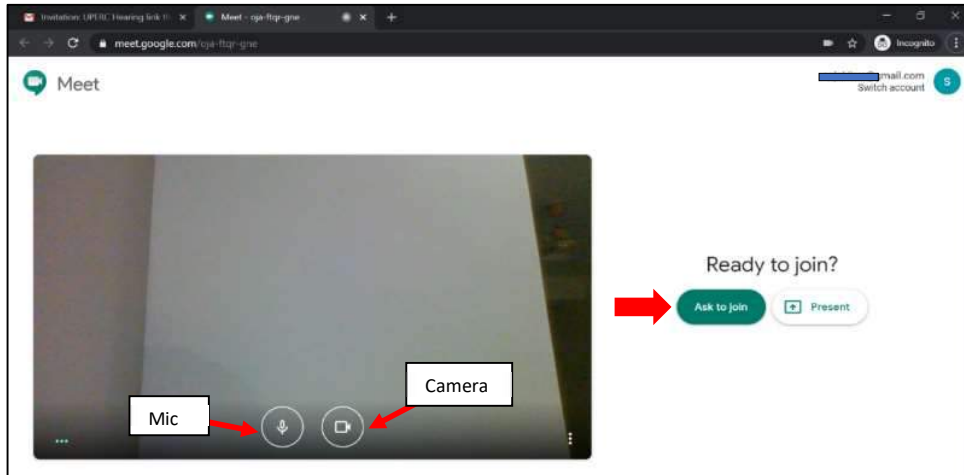 Invitation: UPERC Hearing link fr
Meet - oja-ftqr-gne
meet.google.com/oja-ftqr-gne
Incognito
Meet
mail.com
Switch account
S
Ready to join?
Ask to join
Present
Camera
Mic